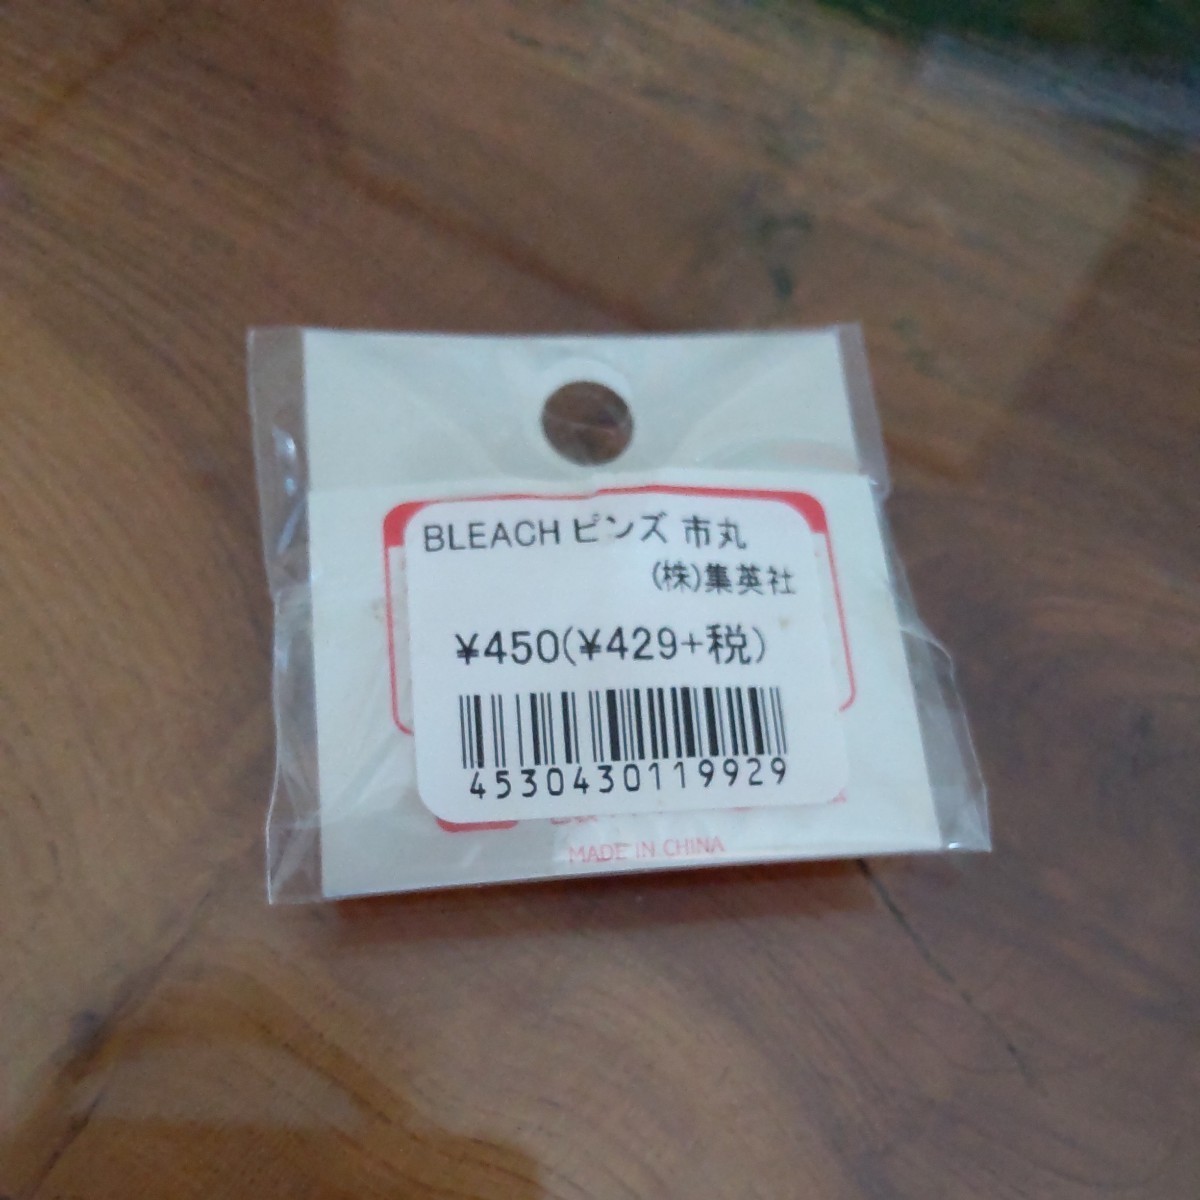 BLEACH ピンズ 市丸
(株)集英社
¥450(¥429+税)
4530430119929
MADE IN CHINA